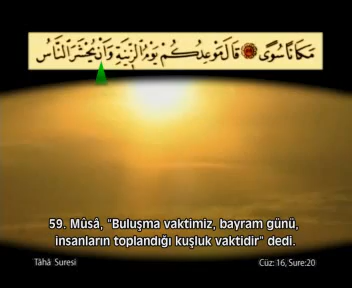 مَكَانًا سُوًى ۝ قَالَ مَوْعِدُكُمْ يَوْمُ الزِّينَةِ وَأَنْ يُحْشَرَ النَّاسُ
59. Mûsâ, "Buluşma vaktimiz, bayram günü,
insanların toplandığı kuşluk vaktidir" dedi.
Tâhâ Suresi
Cüz: 16, Sure:20